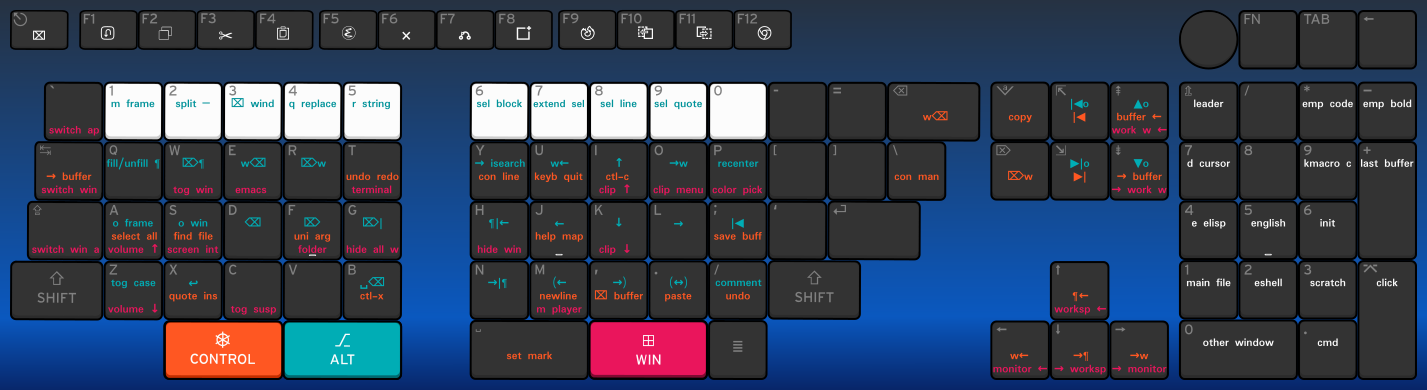 F1 F2 F3 F4 F5 F6 F7 F8 F9 F10 F11 F12 FN TAB ←
` 1 2 3 4 5 6 7 8 9 0 - = / * −
m frame split − ⌧ wind q replace r string sel block extend sel sel line sel quote |◀o ▲o leader emp code emp bold
w⌫ copy |◀ buffer ←
switch ap work w ←
Q W E R T Y U I O P [ ] \ 7 8 9 +
fill/unfill ¶ ⌦¶ w⌫ ⌦w → isearch w← ↑ →w recenter ▶|o ▼o d cursor kmacro c last buffer
→ buffer undo redo con line keyb quit ctl-c con man ⌦w ▶| → buffer
switch win tog win emacs terminal clip ↑ clip menu color pick → work w
A S D F G H J K L ; ' 4 5 6
o frame o win ⌫ ⌦ ⌦| ¶|← ← ↓ → |◀ e elisp english init
select all find file uni arg help map save buff
switch win a volume ↑ screen int folder hide all w hide win clip ↓
SHIFT Z X C V B N M , . / SHIFT ↑ 1 2 3
tog case ↩ ␣⌫ →|¶ (← →) (↔) comment main file eshell scratch click
quote ins ctl-x newline ⌧ buffer paste undo ¶←
volume ↓ tog susp m player worksp ←
CONTROL ALT set mark WIN ← ↓ → 0 .
other window cmd
w← →¶ →w
monitor ← → worksp → monitor